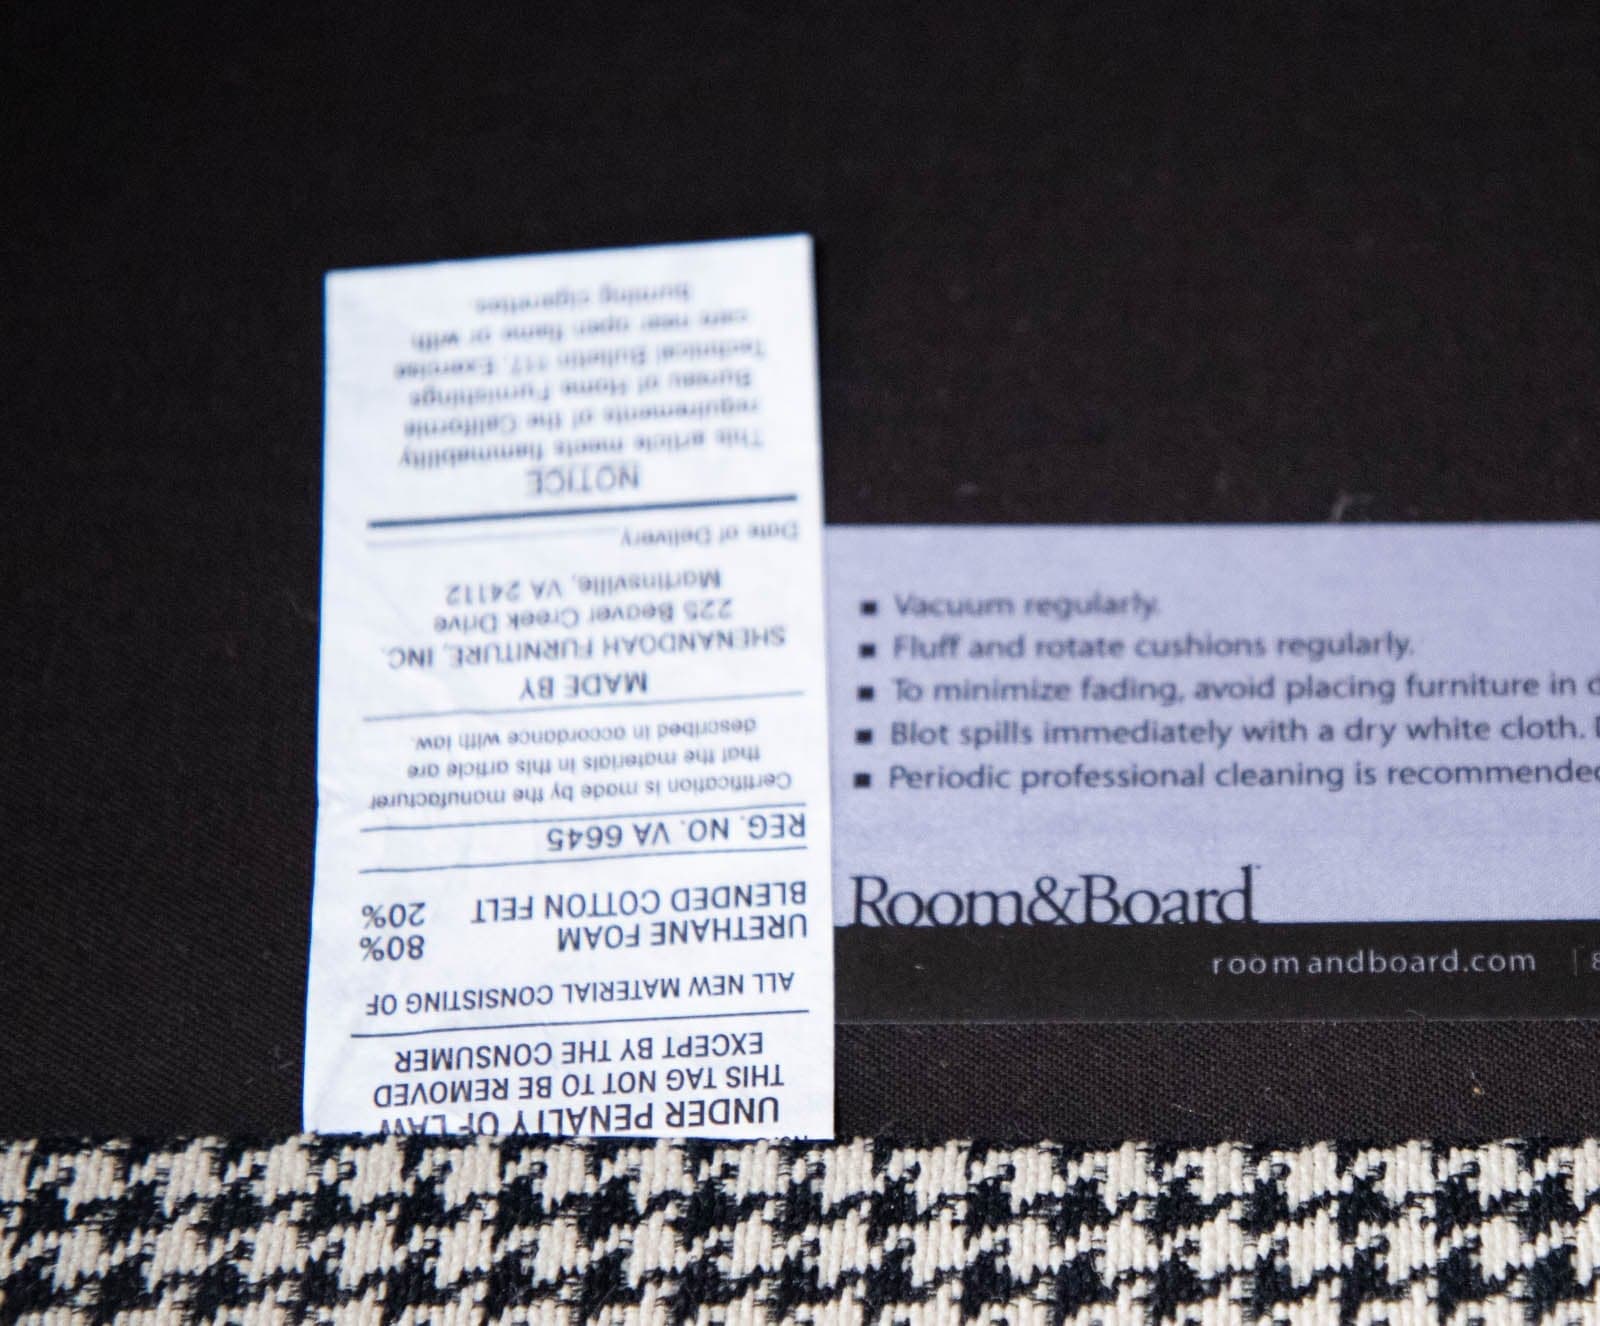 UNDER PENALTY OF LAW
THIS TAG NOT TO BE REMOVED
EXCEPT BY THE CONSUMER
ALL NEW MATERIAL CONSISTING OF
URETHANE FOAM 80%
BLENDED COTTON FELT 20%
REG. NO. VA 6645
Certification is made by the manufacturer
that the materials in this article are
described in accordance with law.
MADE BY
SHENANDOAH FURNITURE, INC.
225 Beaver Creek Drive
Martinsville, VA 24112
Date of Delivery
NOTICE
This article meets flammability
requirements of the California
Bureau of Home Furnishings
Technical Bulletin 117. Exercise
care near open flame or with
burning cigarettes.
▪ Vacuum regularly.
▪ Fluff and rotate cushions regularly.
▪ To minimize fading, avoid placing furniture in
▪ Blot spills immediately with a dry white cloth.
▪ Periodic professional cleaning is recommended
Room&Board
roomandboard.com | 8